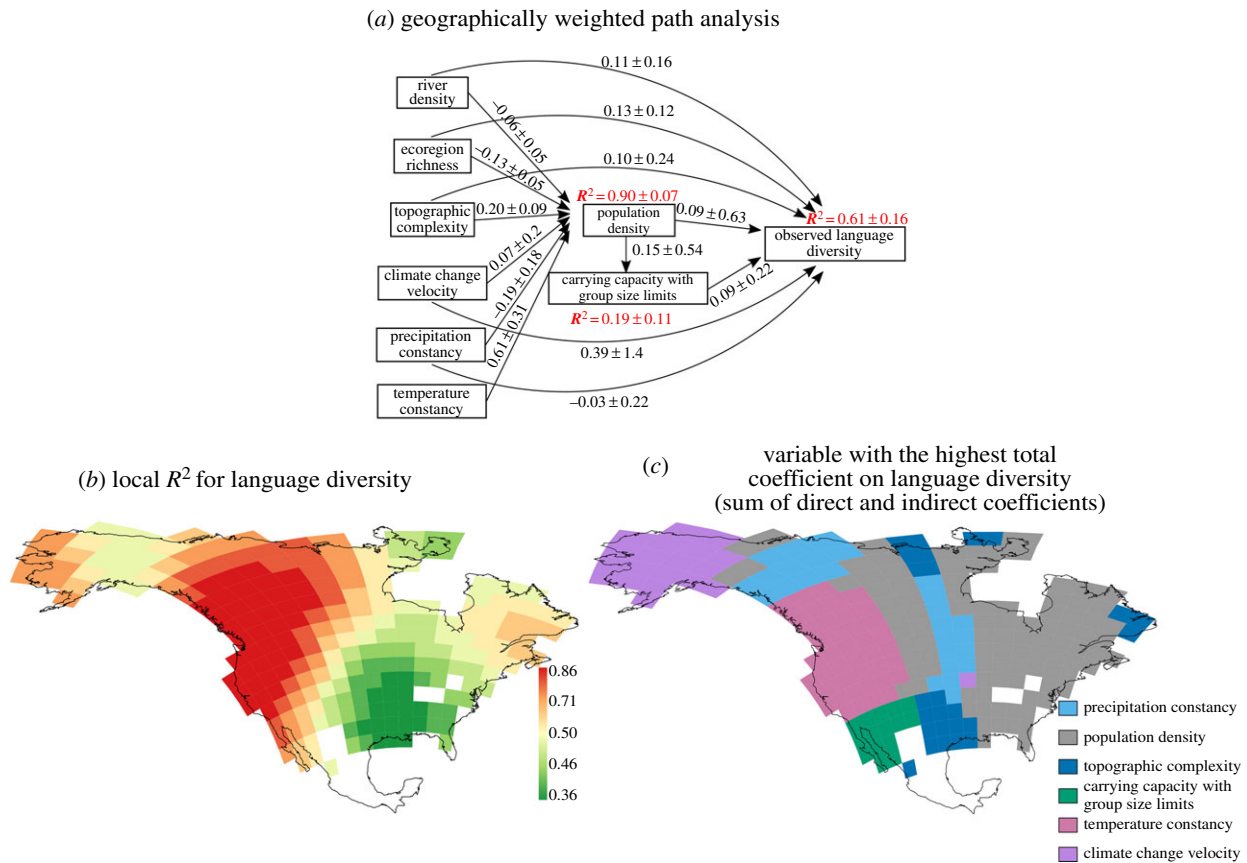 (a) geographically weighted path analysis
0.11 ± 0.16
river
density
−0.06 ± 0.05
0.13 ± 0.12
ecoregion
richness
−0.13 ± 0.05
0.10 ± 0.24
R² = 0.90 ± 0.07
topographic
complexity
0.20 ± 0.09
population
density
0.09 ± 0.63
R² = 0.61 ± 0.16
observed language
diversity
0.15 ± 0.54
climate change
velocity
0.07 ± 0.2
carrying capacity with
group size limits
0.09 ± 0.22
−0.19 ± 0.18
R² = 0.19 ± 0.11
precipitation
constancy
0.61 ± 0.31
0.39 ± 1.4
temperature
constancy
−0.03 ± 0.22
(b) local R² for language diversity
0.86
0.71
0.50
0.46
0.36
(c) variable with the highest total
coefficient on language diversity
(sum of direct and indirect coefficients)
precipitation constancy
population density
topographic complexity
carrying capacity with
group size limits
temperature constancy
climate change velocity